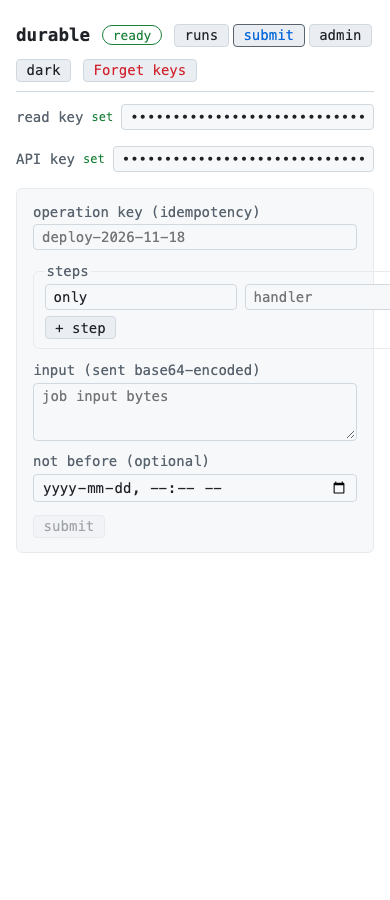 durable ready runs submit admin
dark Forget keys
read key set ••••••••••••••••••••••••••••
API key set •••••••••••••••••••••••••••••
operation key (idempotency)
deploy-2026-11-18
steps
only handler
+ step
input (sent base64-encoded)
job input bytes
not before (optional)
yyyy-mm-dd, --:-- --
submit